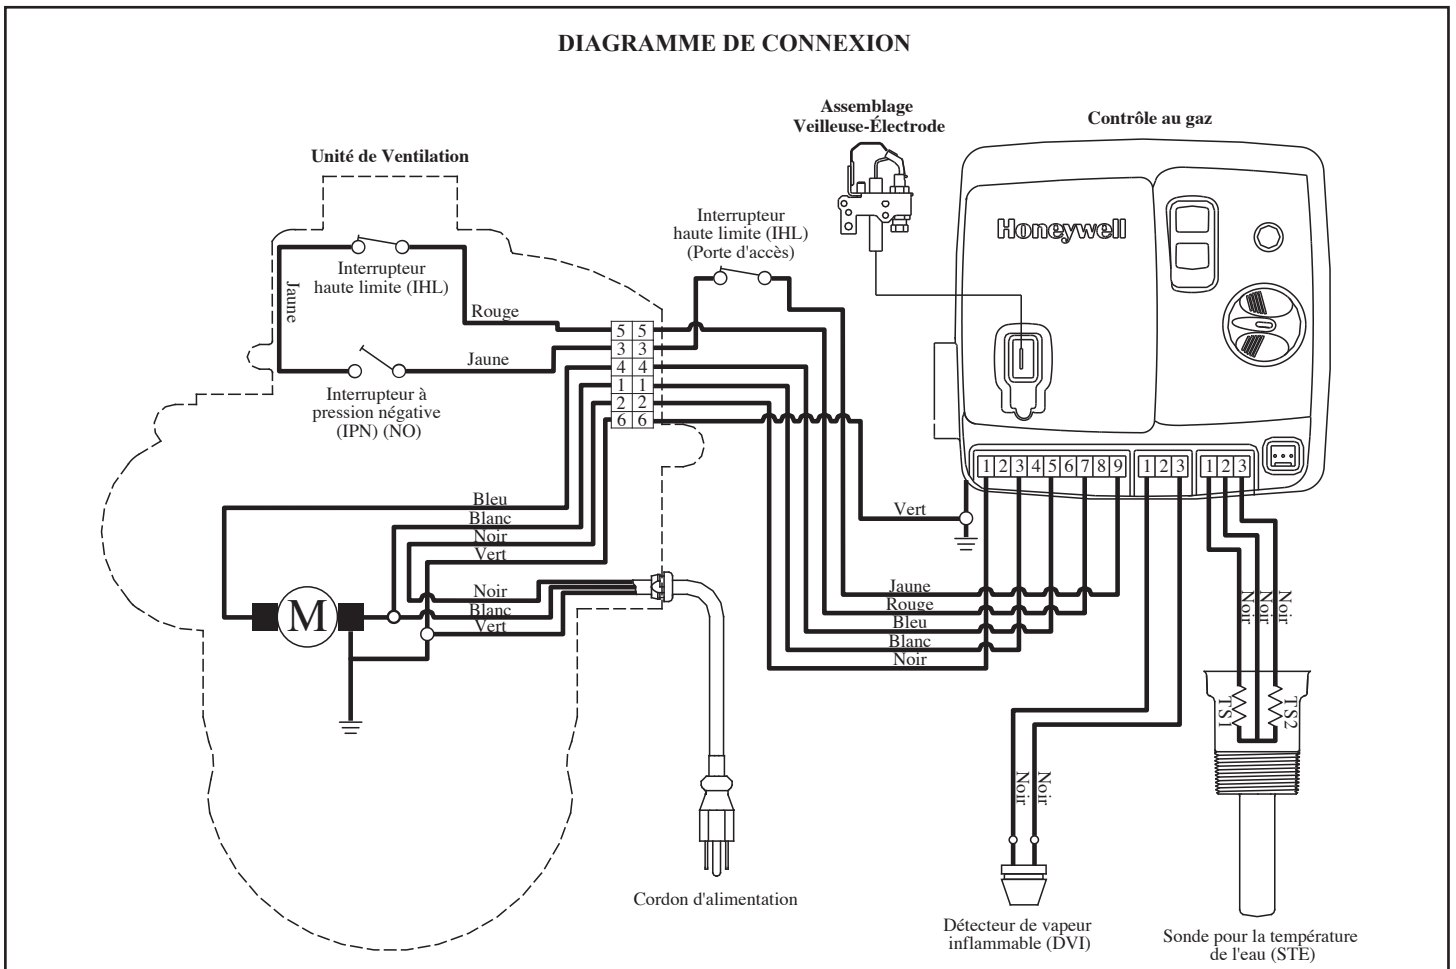 DIAGRAMME DE CONNEXION
Assemblage
Veilleuse-Électrode
Contrôle au gaz
Unité de Ventilation
Interrupteur
haute limite (IHL)
(Porte d'accès)
Honeywell
Interrupteur
haute limite (IHL)
Jaune
Rouge
Jaune
Interrupteur à
pression négative
(IPN) (NO)
5 5
3 3
4 4
1 1
2 2
6 6
1 2 3 4 5 6 7 8 9
1 2 3
1 2 3
Bleu
Blanc
Noir
Vert
Vert
Noir
Blanc
Vert
M
Jaune
Rouge
Bleu
Blanc
Noir
Noir
Noir
Noir
TS1
TS2
Noir
Noir
Cordon d'alimentation
Détecteur de vapeur
inflammable (DVI)
Sonde pour la température
de l'eau (STE)